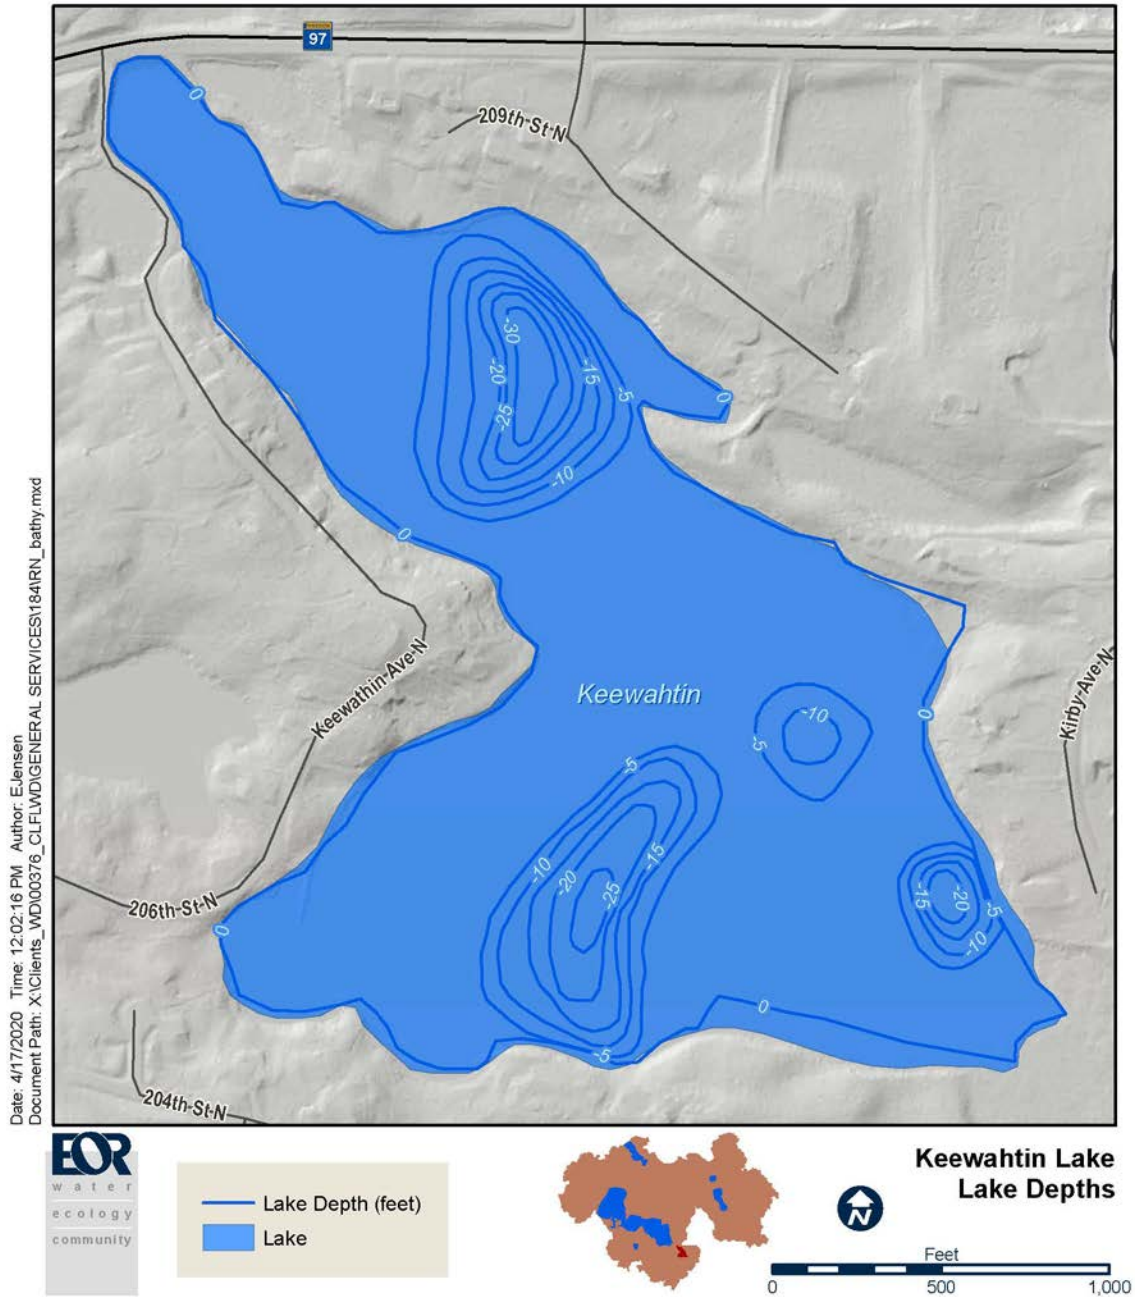 97
0
209th St N
-30
-20
-15
-5
0
-25
-10
0
Keewahtin
-10
-5
0
Keewathin Ave N
Kirby Ave N
-5
-10
-20
-15
-25
-15
-20
-5
-10
206th St N
0
0
-5
204th St N
Date: 4/17/2020 Time: 12:02:16 PM Author: EJensen
Document Path: X:\Clients_WD\00376_CLFLWD\GENERAL SERVICES\184\RN_bathy.mxd
EOR
water
ecology
community
Lake Depth (feet)
Lake
N
Keewahtin Lake
Lake Depths
Feet
0 500 1,000